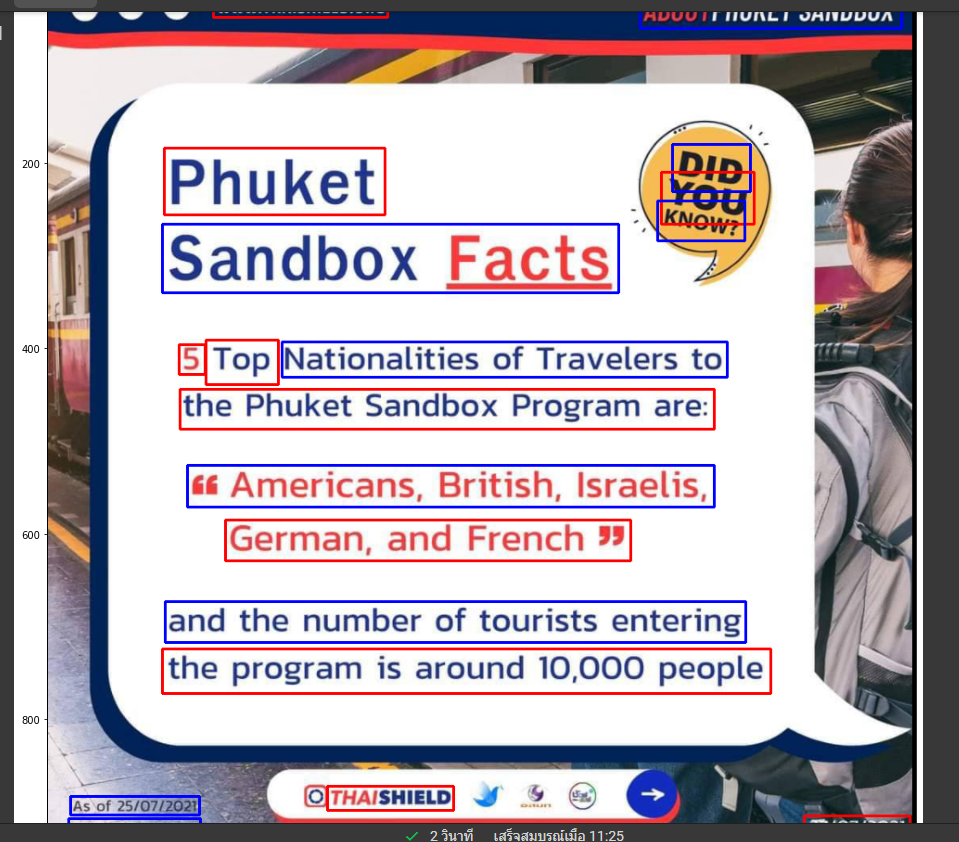 ABOUT PHUKET SANDBOX
200
400
600
800
Phuket
Sandbox Facts
DID
YOU
KNOW?
5 Top Nationalities of Travelers to
the Phuket Sandbox Program are:
❝ Americans, British, Israelis,
German, and French ❞
and the number of tourists entering
the program is around 10,000 people
THAISHIELD
As of 25/07/2021
2 วินาที เสร็จสมบูรณ์เมื่อ 11:25